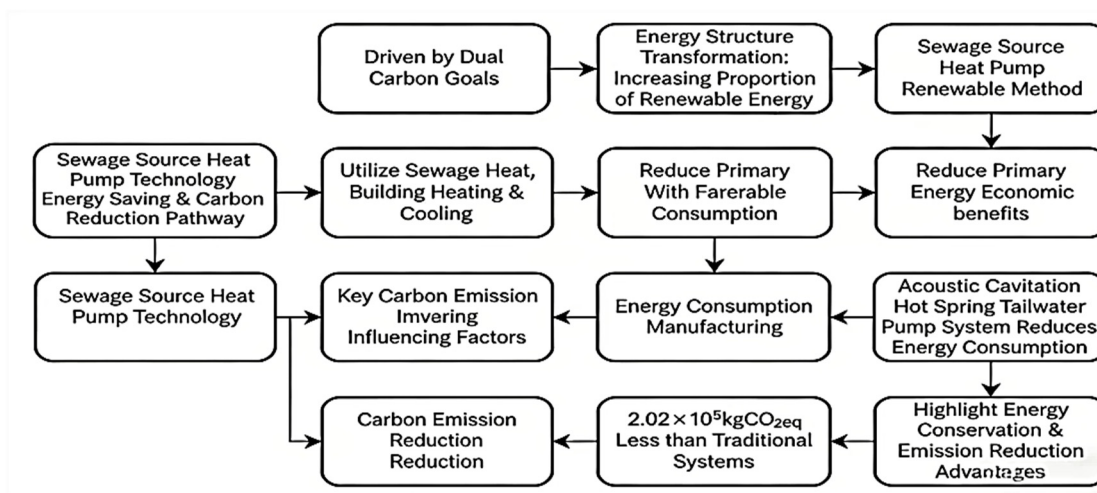 Driven by Dual
Carbon Goals
Energy Structure
Transformation:
Increasing Proportion
of Renewable Energy
Sewage Source
Heat Pump
Renewable Method
Sewage Source Heat
Pump Technology
Energy Saving & Carbon
Reduction Pathway
Utilize Sewage Heat,
Building Heating &
Cooling
Reduce Primary
With Farerable
Consumption
Reduce Primary
Energy Economic
benefits
Sewage Source Heat
Pump Technology
Key Carbon Emission
Imvering
Influencing Factors
Energy Consumption
Manufacturing
Acoustic Cavitation
Hot Spring Tailwater
Pump System Reduces
Energy Consumption
Carbon Emission
Reduction
Reduction
2.02×10⁵kgCO₂eq
Less than Traditional
Systems
Highlight Energy
Conservation &
Emission Reduction
Advantages